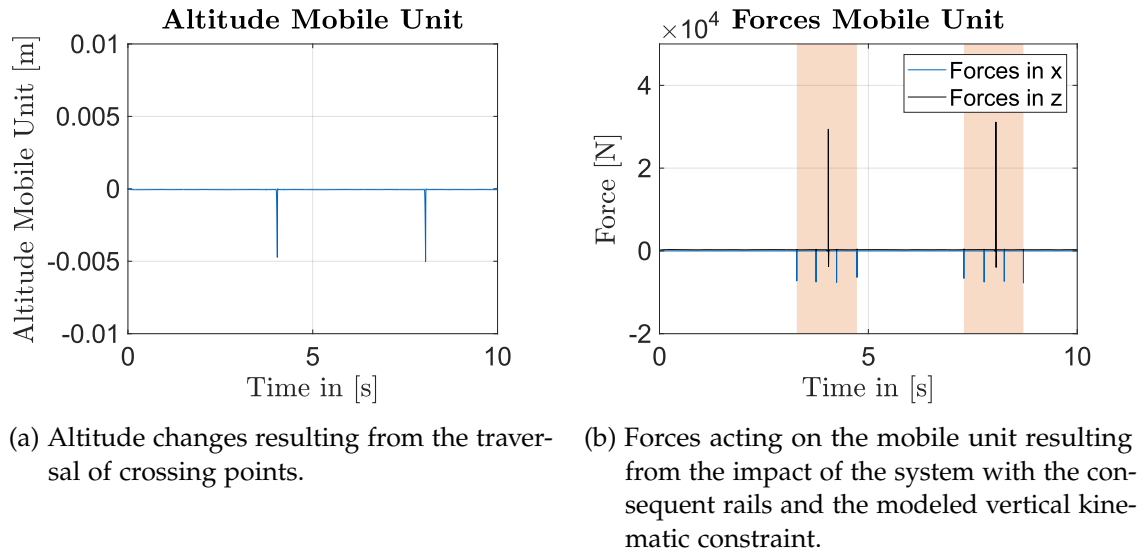 Altitude Mobile Unit
0.01
0.005
0
-0.005
-0.01
Altitude Mobile Unit [m]
0
5
10
Time in [s]
×10⁴
Forces Mobile Unit
4
2
0
-2
Force [N]
Forces in x
Forces in z
0
5
10
Time in [s]
(a) Altitude changes resulting from the traver-
sal of crossing points.
(b) Forces acting on the mobile unit resulting
from the impact of the system with the con-
sequent rails and the modeled vertical kine-
matic constraint.